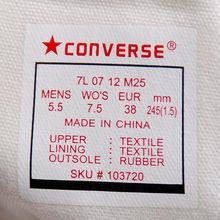 ★CONVERSE®
7L 07 12 M25
MENS WO'S EUR mm
5.5 7.5 38 245(1.5)
MADE IN CHINA
UPPER : TEXTILE
LINING : TEXTILE
OUTSOLE : RUBBER
SKU # 103720